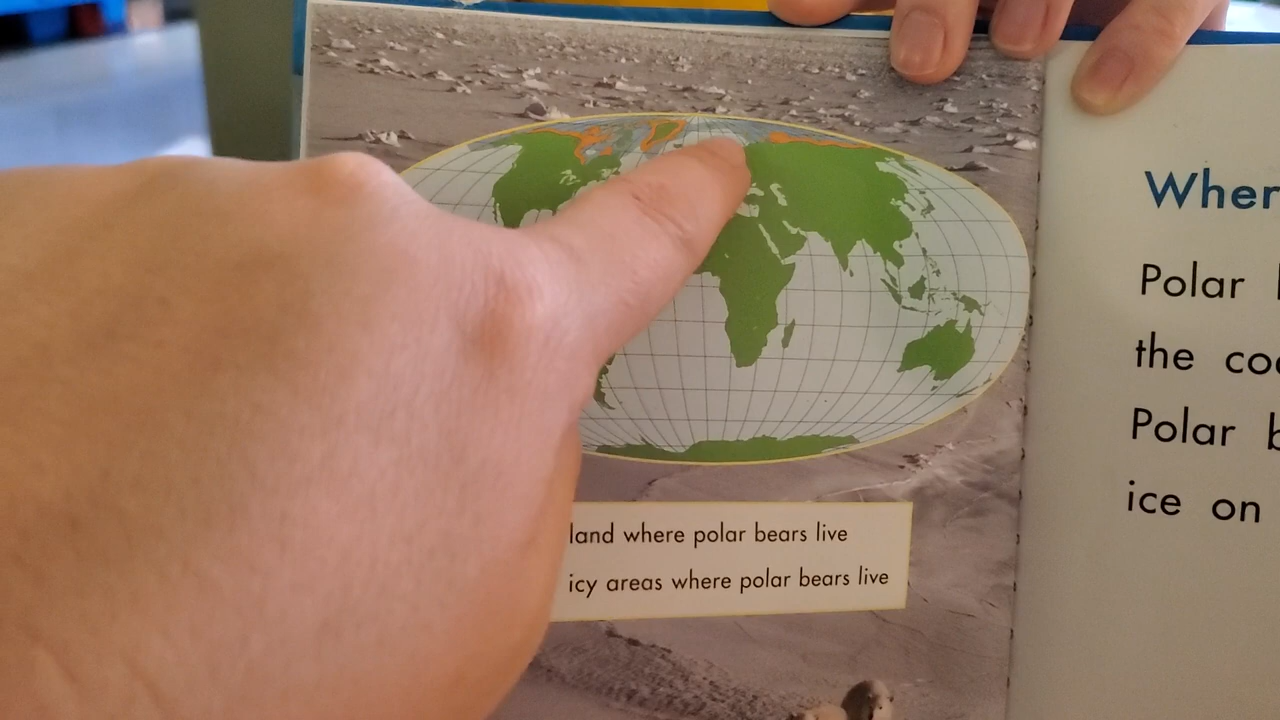 land where polar bears live
icy areas where polar bears live
Wher
Polar
the co
Polar b
ice on